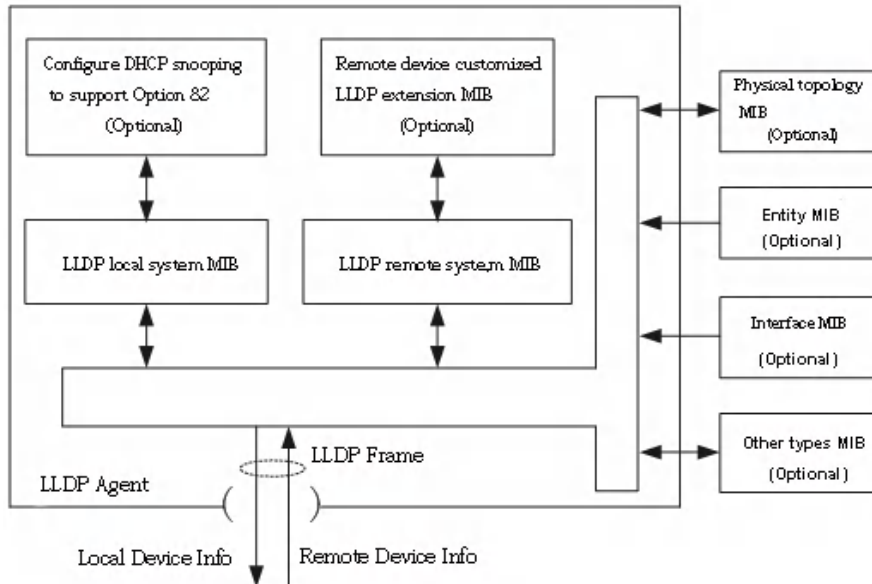 Configure DHCP snooping
to support Option 82
(Optional)
Remote device customized
LLDP extension MIB
(Optional)
Physical topology
MIB
(Optional)
LLDP local system MIB
LLDP remote syste,m MIB
Entity MIB
(Optional)
Interface MIB
(Optional)
Other types MIB
(Optional)
LLDP Frame
LLDP Agent
Local Device Info
Remote Device Info